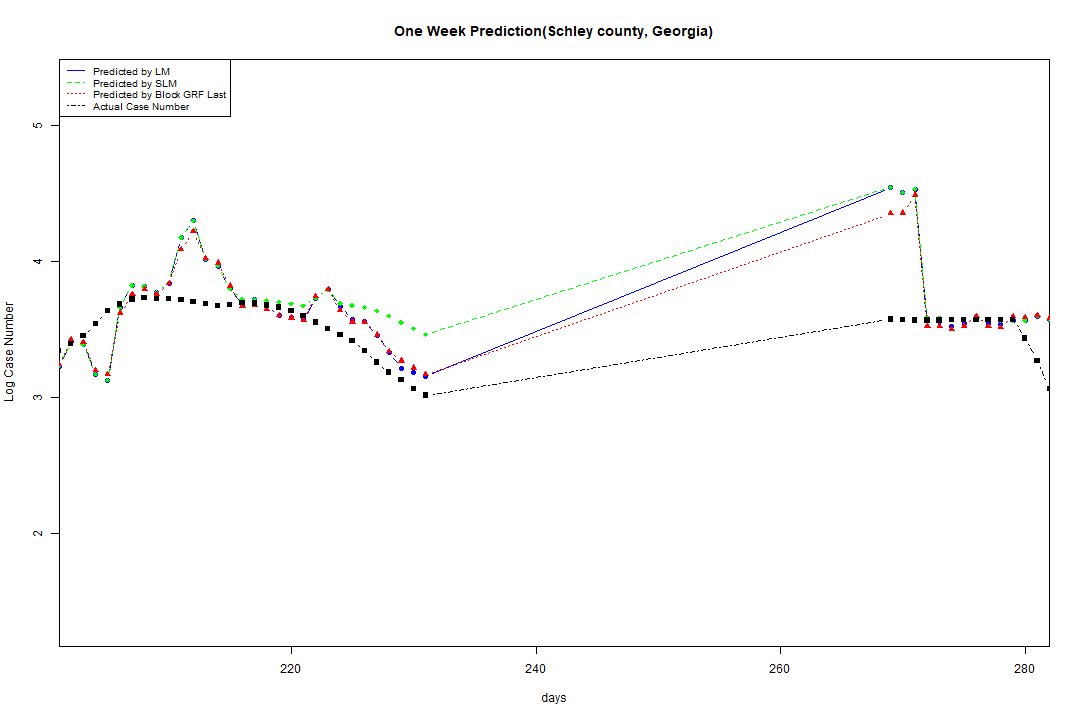 One Week Prediction(Schley county, Georgia)
Predicted by LM
Predicted by SLM
Predicted by Block GRF Last
Actual Case Number
5
4
3
2
Log Case Number
220 240 260 280
days